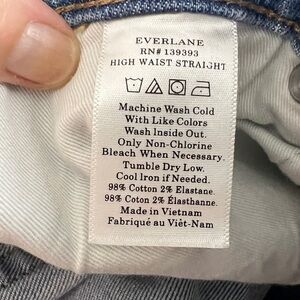 EVERLANE
RN# 139393
HIGH WAIST STRAIGHT
Machine Wash Cold
With Like Colors
Wash Inside Out.
Only Non-Chlorine
Bleach When Necessary.
Tumble Dry Low.
Cool Iron if Needed.
98% Cotton 2% Elastane.
98% Cotone 2% Élasthanne.
Made in Vietnam
Fabriqué au Viêt-Nam